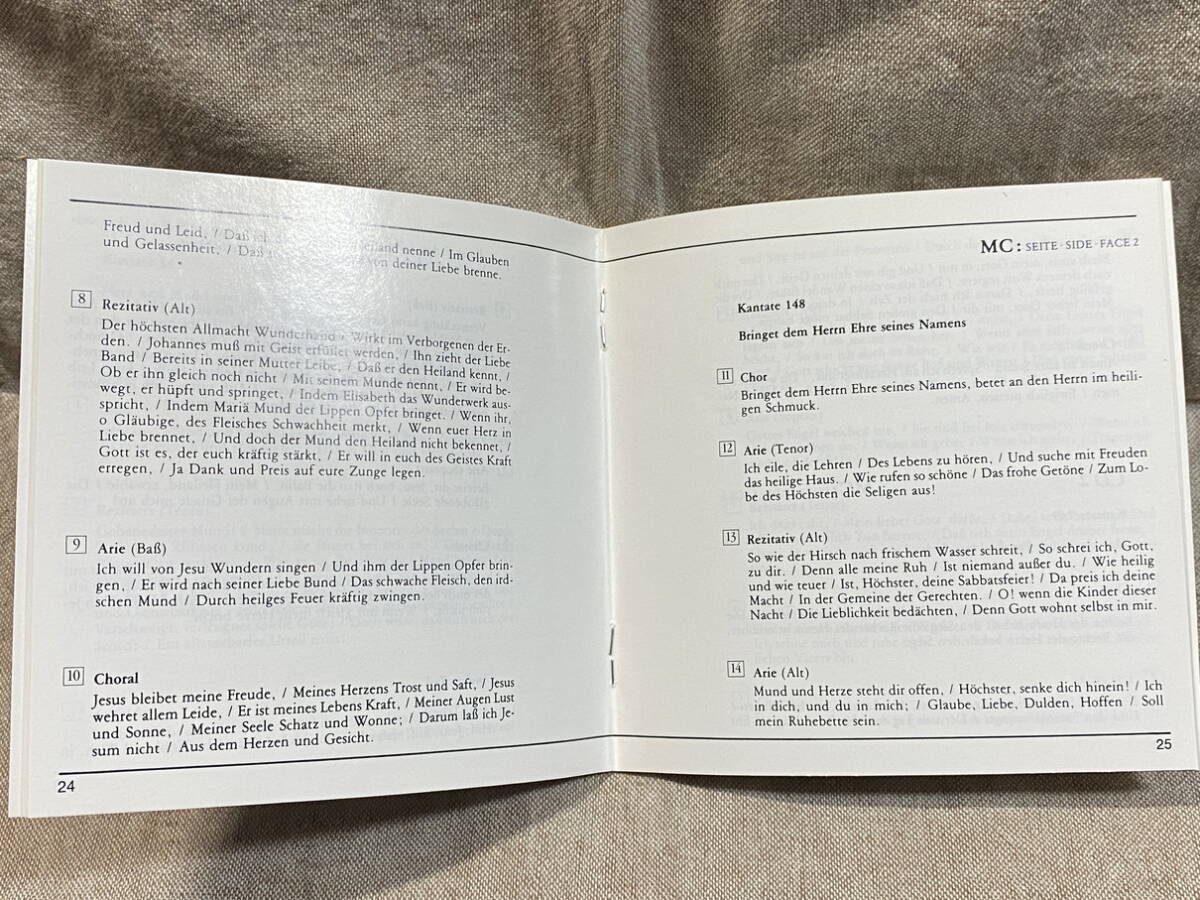 Freud und Leid, / Daß ich nenne / Im Glauben
und Gelassenheit, / Daß von deiner Liebe brenne.
8 Rezitativ (Alt)
Der höchsten Allmacht Wunderhand / Wirkt im Verborgenen der Er-
den. / Johannes muß mit Geist erfüllet werden, / Ihn zieht der Liebe
Band / Bereits in seiner Mutter Leibe, / Daß er den Heiland kennt, /
Ob er ihn gleich noch nicht / Mit seinem Munde nennt, / Er wird be-
wegt, er hüpft und springet, / Indem Elisabeth das Wunderwerk aus-
spricht, / Indem Mariä Mund der Lippen Opfer bringet. / Wenn ihr,
o Gläubige, des Fleisches Schwachheit merkt, / Wenn euer Herz in
Liebe brennet, / Und doch der Mund den Heiland nicht bekennet, /
Gott ist es, der euch kräftig stärkt, / Er will in euch des Geistes Kraft
erregen, / Ja Dank und Preis auf eure Zunge legen.
9 Arie (Baß)
Ich will von Jesu Wundern singen / Und ihm der Lippen Opfer brin-
gen, / Er wird nach seiner Liebe Bund / Das schwache Fleisch, den ird-
schen Mund / Durch heilges Feuer kräftig zwingen.
10 Choral
Jesus bleibet meine Freude, / Meines Herzens Trost und Saft, / Jesus
wehret allem Leide, / Er ist meines Lebens Kraft, / Meiner Augen Lust
und Sonne, / Meiner Seele Schatz und Wonne; / Darum laß ich Je-
sum nicht / Aus dem Herzen und Gesicht.
24
MC: SEITE · SIDE · FACE 2
Kantate 148
Bringet dem Herrn Ehre seines Namens
11 Chor
Bringet dem Herrn Ehre seines Namens, betet an den Herrn im heili-
gen Schmuck.
12 Arie (Tenor)
Ich eile, die Lehren / Des Lebens zu hören, / Und suche mit Freuden
das heilige Haus. / Wie rufen so schöne / Das frohe Getöne / Zum Lo-
be des Höchsten die Seligen aus!
13 Rezitativ (Alt)
So wie der Hirsch nach frischem Wasser schreit, / So schrei ich, Gott,
zu dir. / Denn alle meine Ruh / Ist niemand außer du. / Wie heilig
und wie teuer / Ist, Höchster, deine Sabbatsfeier! / Da preis ich deine
Macht / In der Gemeine der Gerechten. / O! wenn die Kinder dieser
Nacht / Die Lieblichkeit bedächten, / Denn Gott wohnt selbst in mir.
14 Arie (Alt)
Mund und Herze steht dir offen, / Höchster, senke dich hinein! / Ich
in dich, und du in mich; / Glaube, Liebe, Dulden, Hoffen / Soll
mein Ruhebette sein.
25